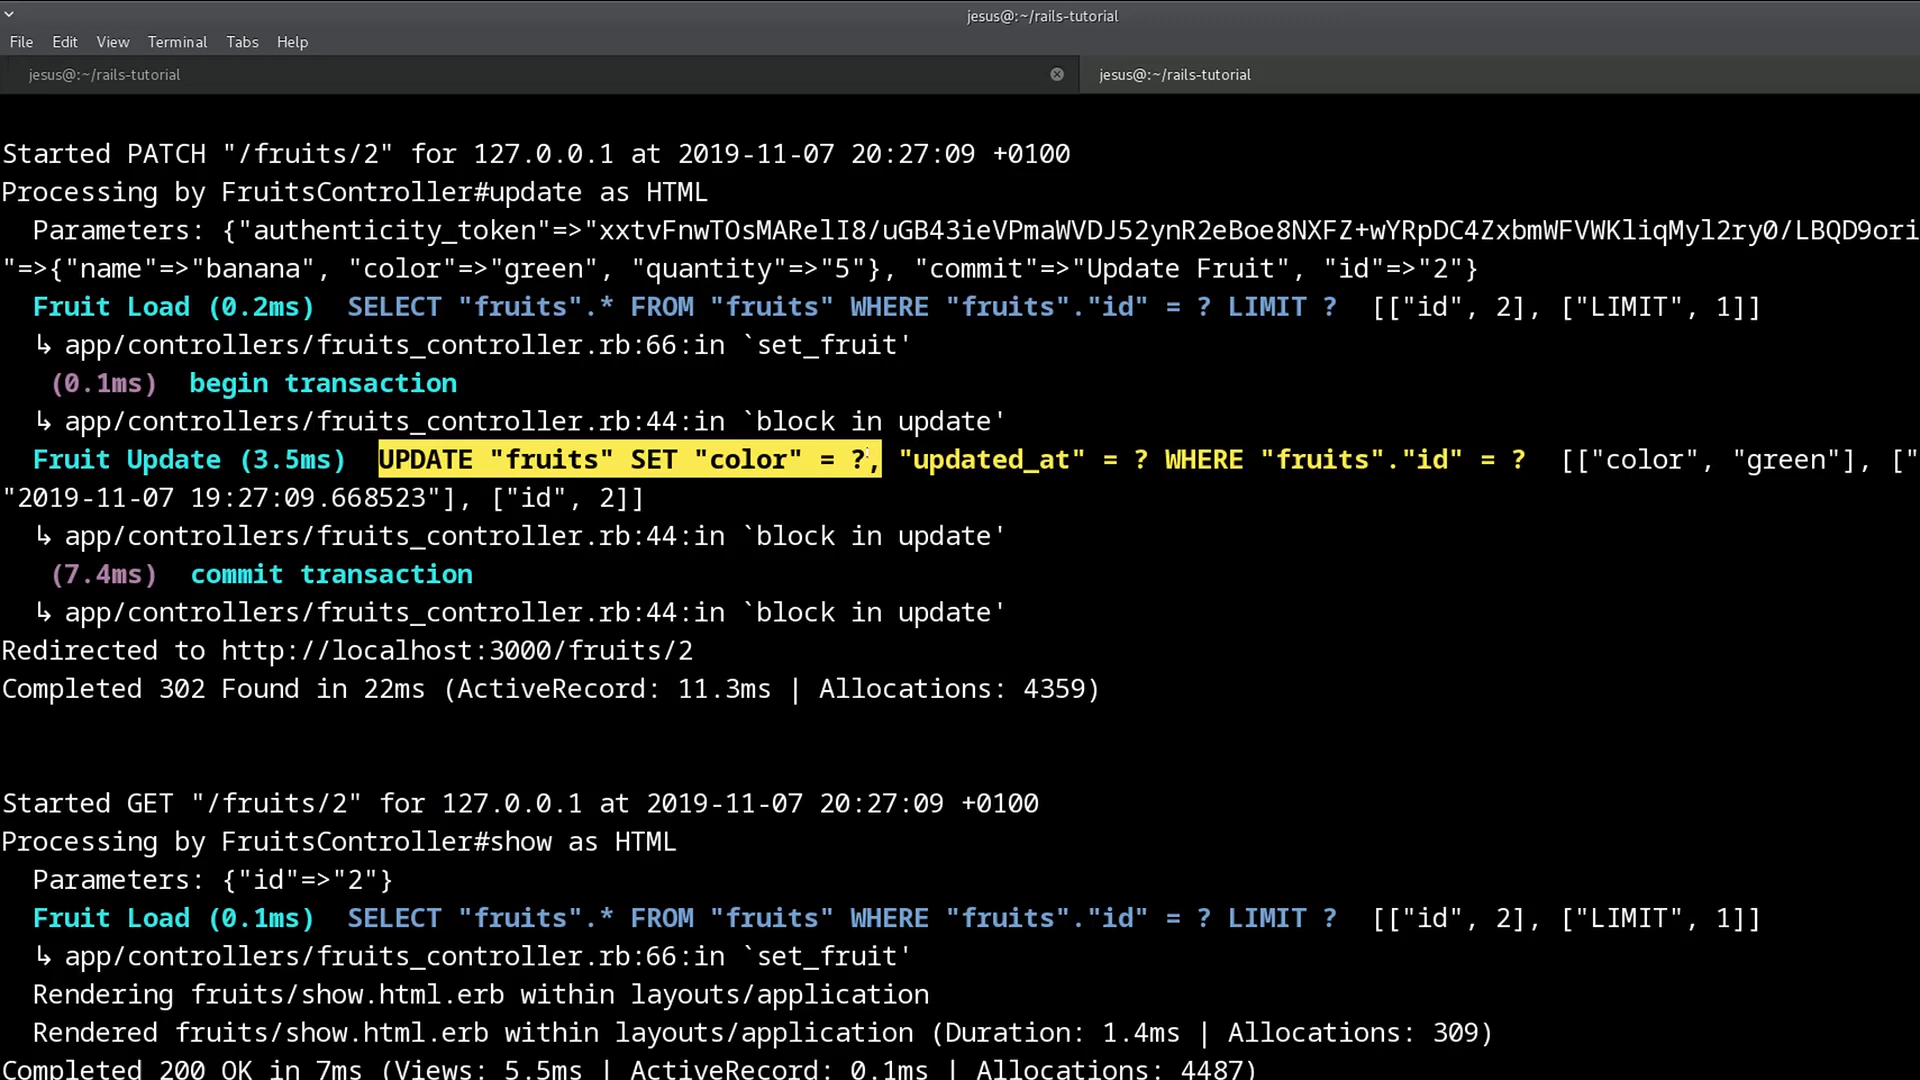 jesus@:~/rails-tutorial
File Edit View Terminal Tabs Help
jesus@:~/rails-tutorial jesus@:~/rails-tutorial
Started PATCH "/fruits/2" for 127.0.0.1 at 2019-11-07 20:27:09 +0100
Processing by FruitsController#update as HTML
Parameters: {"authenticity_token"=>"xxtvFnwTOsMARelI8/uGB43ieVPmaWVDJ52ynR2eBoe8NXFZ+wYRpDC4ZxbmWFVWKliqMyl2ry0/LBQD9ori
"=>{"name"=>"banana", "color"=>"green", "quantity"=>"5"}, "commit"=>"Update Fruit", "id"=>"2"}
Fruit Load (0.2ms) SELECT "fruits".* FROM "fruits" WHERE "fruits"."id" = ? LIMIT ? [["id", 2], ["LIMIT", 1]]
↳ app/controllers/fruits_controller.rb:66:in `set_fruit'
(0.1ms) begin transaction
↳ app/controllers/fruits_controller.rb:44:in `block in update'
Fruit Update (3.5ms) UPDATE "fruits" SET "color" = ?, "updated_at" = ? WHERE "fruits"."id" = ? [["color", "green"], ["
"2019-11-07 19:27:09.668523"], ["id", 2]]
↳ app/controllers/fruits_controller.rb:44:in `block in update'
(7.4ms) commit transaction
↳ app/controllers/fruits_controller.rb:44:in `block in update'
Redirected to http://localhost:3000/fruits/2
Completed 302 Found in 22ms (ActiveRecord: 11.3ms | Allocations: 4359)
Started GET "/fruits/2" for 127.0.0.1 at 2019-11-07 20:27:09 +0100
Processing by FruitsController#show as HTML
Parameters: {"id"=>"2"}
Fruit Load (0.1ms) SELECT "fruits".* FROM "fruits" WHERE "fruits"."id" = ? LIMIT ? [["id", 2], ["LIMIT", 1]]
↳ app/controllers/fruits_controller.rb:66:in `set_fruit'
Rendering fruits/show.html.erb within layouts/application
Rendered fruits/show.html.erb within layouts/application (Duration: 1.4ms | Allocations: 309)
Completed 200 OK in 7ms (Views: 5.5ms | ActiveRecord: 0.1ms | Allocations: 4487)